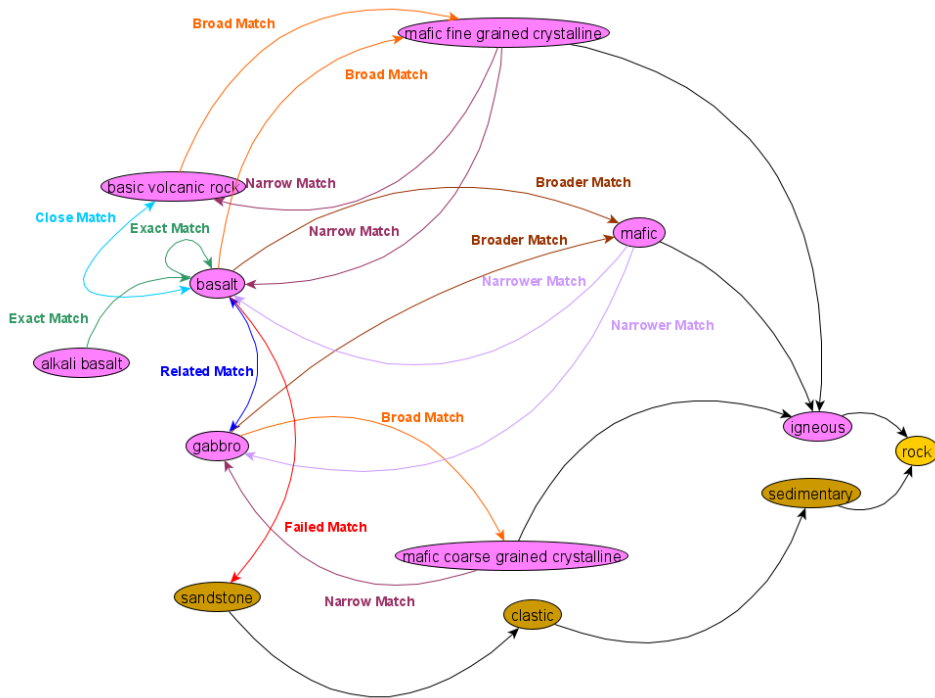 Broad Match
mafic fine grained crystalline
Broad Match
basic volcanic rock
Narrow Match
Broader Match
Close Match
Exact Match
Narrow Match
Broader Match
mafic
basalt
Narrower Match
Exact Match
Narrower Match
alkali basalt
Related Match
Broad Match
igneous
gabbro
rock
sedimentary
Failed Match
mafic coarse grained crystalline
sandstone
Narrow Match
clastic